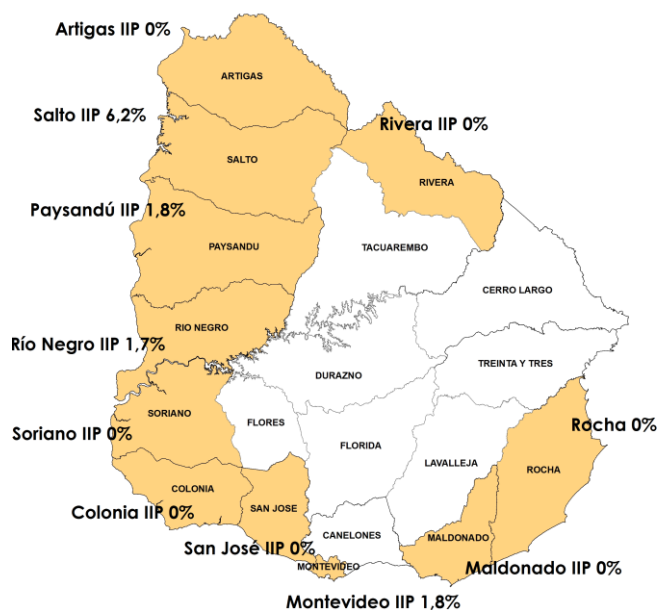 Artigas IIP 0%
ARTIGAS
Salto IIP 6,2%
Rivera IIP 0%
SALTO
RIVERA
Paysandú IIP 1,8%
PAYSANDU
TACUAREMBO
CERRO LARGO
RIO NEGRO
Río Negro IIP 1,7%
TREINTA Y TRES
DURAZNO
SORIANO
FLORES
Rocha 0%
Soriano IIP 0%
FLORIDA
LAVALLEJA
ROCHA
COLONIA
Colonia IIP 0%
SAN JOSE
CANELONES
MALDONADO
San José IIP 0%
MONTEVIDEO
Maldonado IIP 0%
Montevideo IIP 1,8%